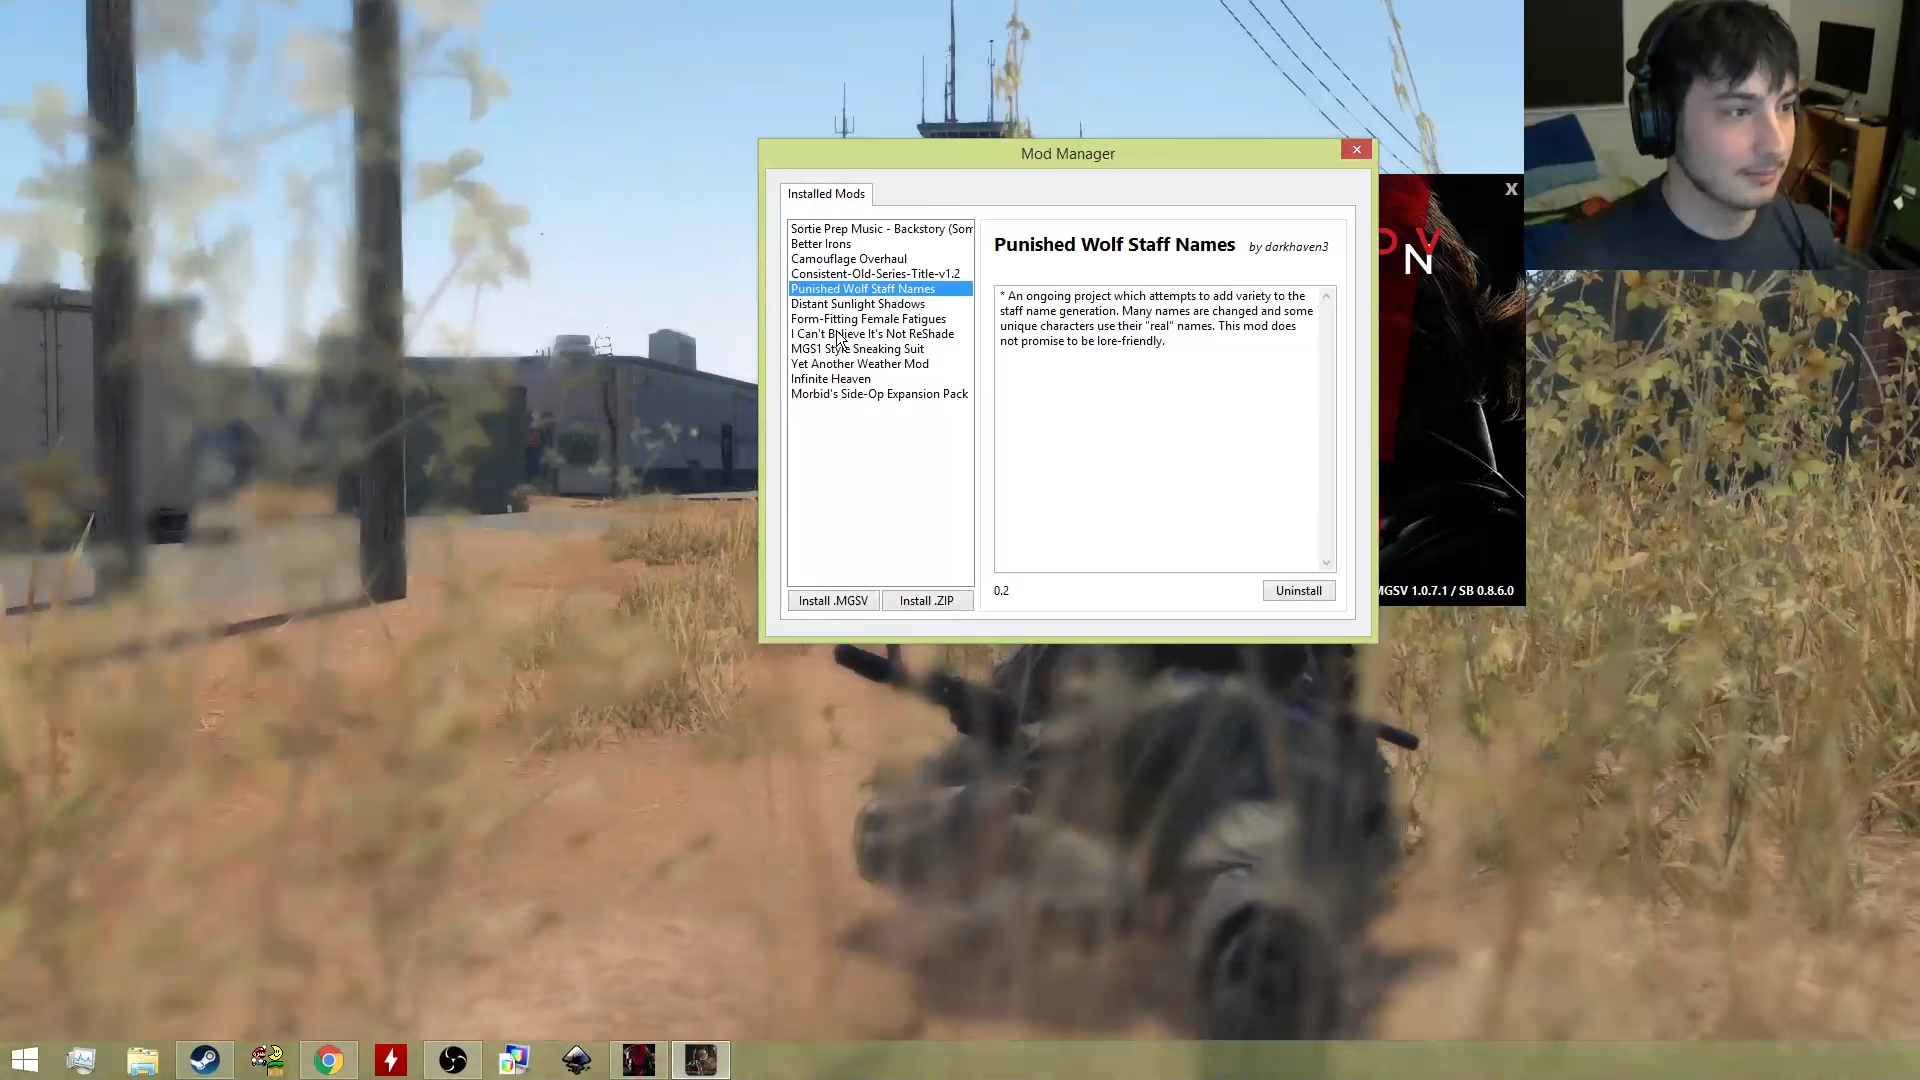 Mod Manager
X
Installed Mods
Sortie Prep Music - Backstory (Som
Better Irons
Camouflage Overhaul
Consistent-Old-Series-Title-v1.2
Punished Wolf Staff Names
Distant Sunlight Shadows
Form-Fitting Female Fatigues
I Can't Believe It's Not ReShade
MGS1 Style Sneaking Suit
Yet Another Weather Mod
Infinite Heaven
Morbid's Side-Op Expansion Pack
Install .MGSV
Install .ZIP
Punished Wolf Staff Names by darkhaven3
* An ongoing project which attempts to add variety to the
staff name generation. Many names are changed and some
unique characters use their "real" names. This mod does
not promise to be lore-friendly.
0.2
Uninstall
MGSV 1.0.7.1 / SB 0.8.6.0